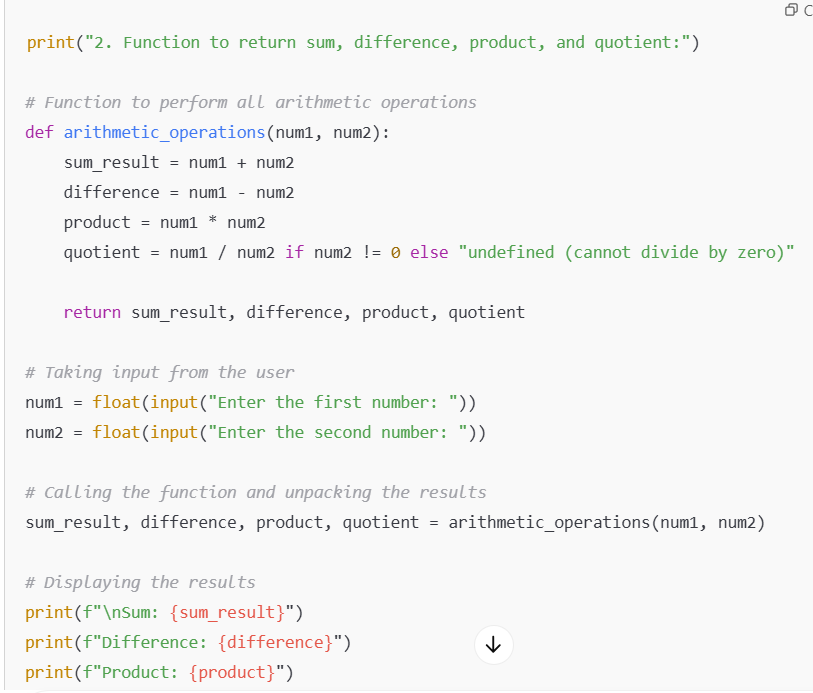 print("2. Function to return sum, difference, product, and quotient:")
# Function to perform all arithmetic operations
def arithmetic_operations(num1, num2):
    sum_result = num1 + num2
    difference = num1 - num2
    product = num1 * num2
    quotient = num1 / num2 if num2 != 0 else "undefined (cannot divide by zero)"
    return sum_result, difference, product, quotient
# Taking input from the user
num1 = float(input("Enter the first number: "))
num2 = float(input("Enter the second number: "))
# Calling the function and unpacking the results
sum_result, difference, product, quotient = arithmetic_operations(num1, num2)
# Displaying the results
print(f"\nSum: {sum_result}")
print(f"Difference: {difference}")
print(f"Product: {product}")